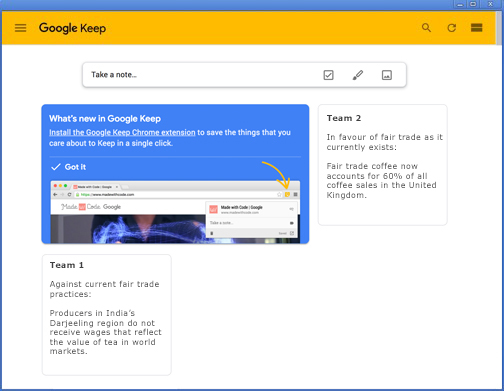 Google Keep
Take a note...
What's new in Google Keep
Install the Google Keep Chrome extension to save the things that
you care about to Keep in a single click.
Got it
Made with Code | Google
https://www.madewithcode.com
Made with Code Google
Made with Code | Google
www.madewithcode.com
Take a note...
Team 2
In favour of fair trade as it
currently exists:
Fair trade coffee now
accounts for 60% of all
coffee sales in the United
Kingdom.
Team 1
Against current fair trade
practices:
Producers in India's
Darjeeling region do not
receive wages that reflect
the value of tea in world
markets.